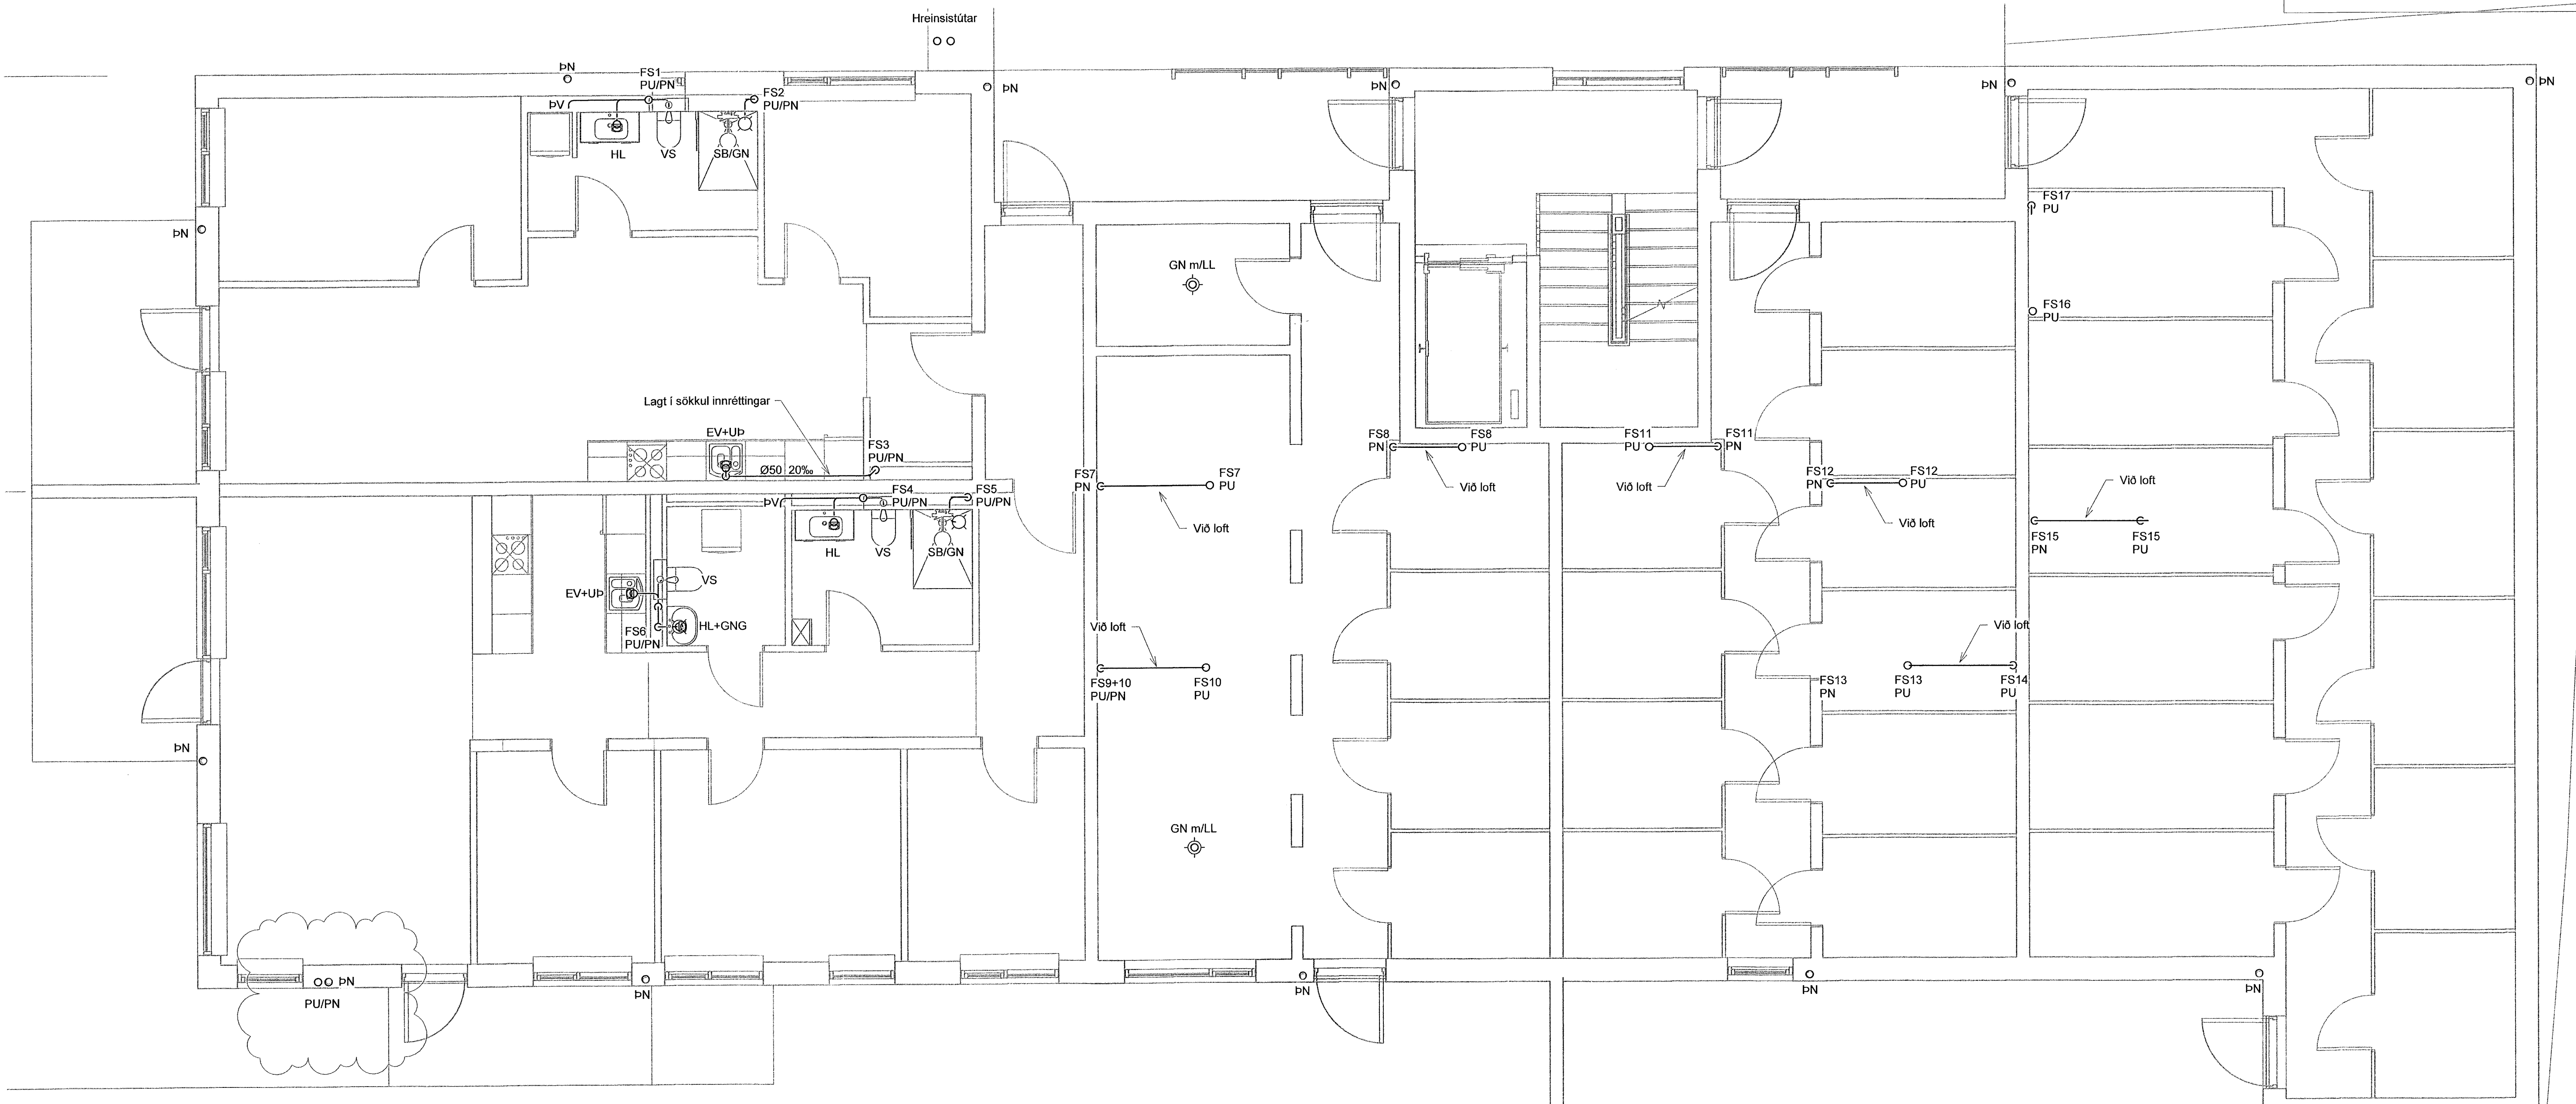 Hreinsistútar
ÞN
FS1
PU/PN
ÞV
FS2
PU/PN
ÞN
ÞN
ÞN
ÞN
HL
VS
SB/GN
FS17
PU
ÞN
GN m/LL
FS16
PU
Lagt í sökkul innréttingar
EV+UÞ
FS3
PU/PN
Ø50 20‰
FS8
PN
FS8
PU
FS11
PU
FS11
PN
FS7
PN
FS7
PU
FS12
PN
FS12
PU
Við loft
Við loft
Við loft
Við loft
Við loft
ÞV
FS4
PU/PN
FS5
PU/PN
HL
VS
SB/GN
FS15
PN
FS15
PU
VS
EV+UÞ
HL+GNG
FS6
PU/PN
Við loft
Við loft
FS9+10
PU/PN
FS10
PU
FS13
PN
FS13
PU
FS14
PU
ÞN
GN m/LL
ÞN
PU/PN
ÞN
ÞN
ÞN
ÞN